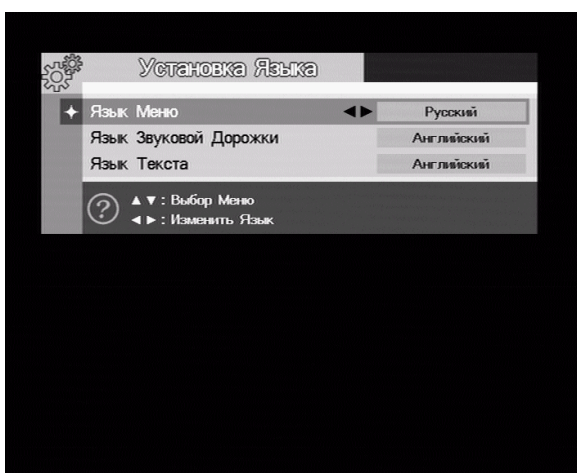 Установка Языка
Язык Меню ◀▶ Русский
Язык Звуковой Дорожки Английский
Язык Текста Английский
? ▲▼ : Выбор Меню
◀▶ : Изменить Язык